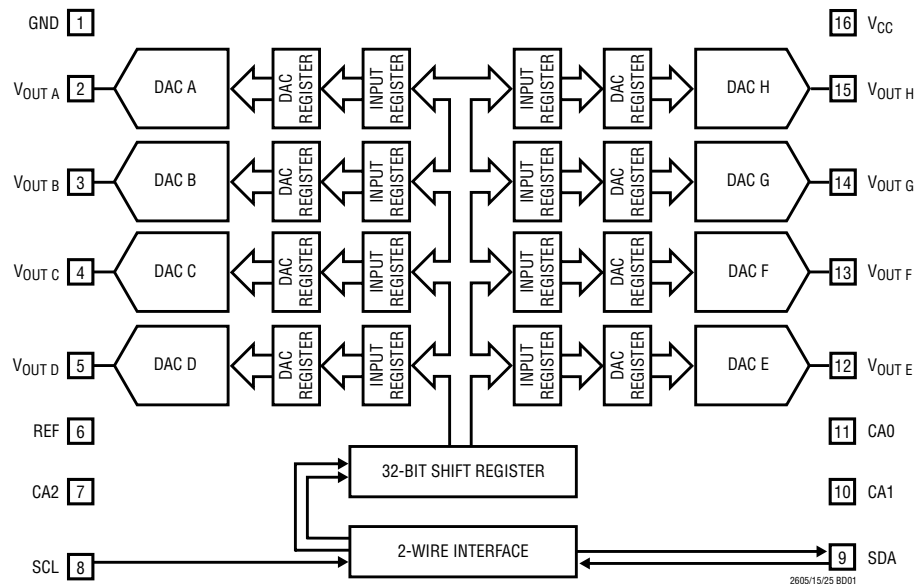 GND 1
16 VCC
VOUT A 2
DAC A
DAC REGISTER
INPUT REGISTER
INPUT REGISTER
DAC REGISTER
DAC H
15 VOUT H
VOUT B 3
DAC B
DAC REGISTER
INPUT REGISTER
INPUT REGISTER
DAC REGISTER
DAC G
14 VOUT G
VOUT C 4
DAC C
DAC REGISTER
INPUT REGISTER
INPUT REGISTER
DAC REGISTER
DAC F
13 VOUT F
VOUT D 5
DAC D
DAC REGISTER
INPUT REGISTER
INPUT REGISTER
DAC REGISTER
DAC E
12 VOUT E
REF 6
11 CA0
32-BIT SHIFT REGISTER
CA2 7
10 CA1
2-WIRE INTERFACE
SCL 8
9 SDA
2605/15/25 BD01